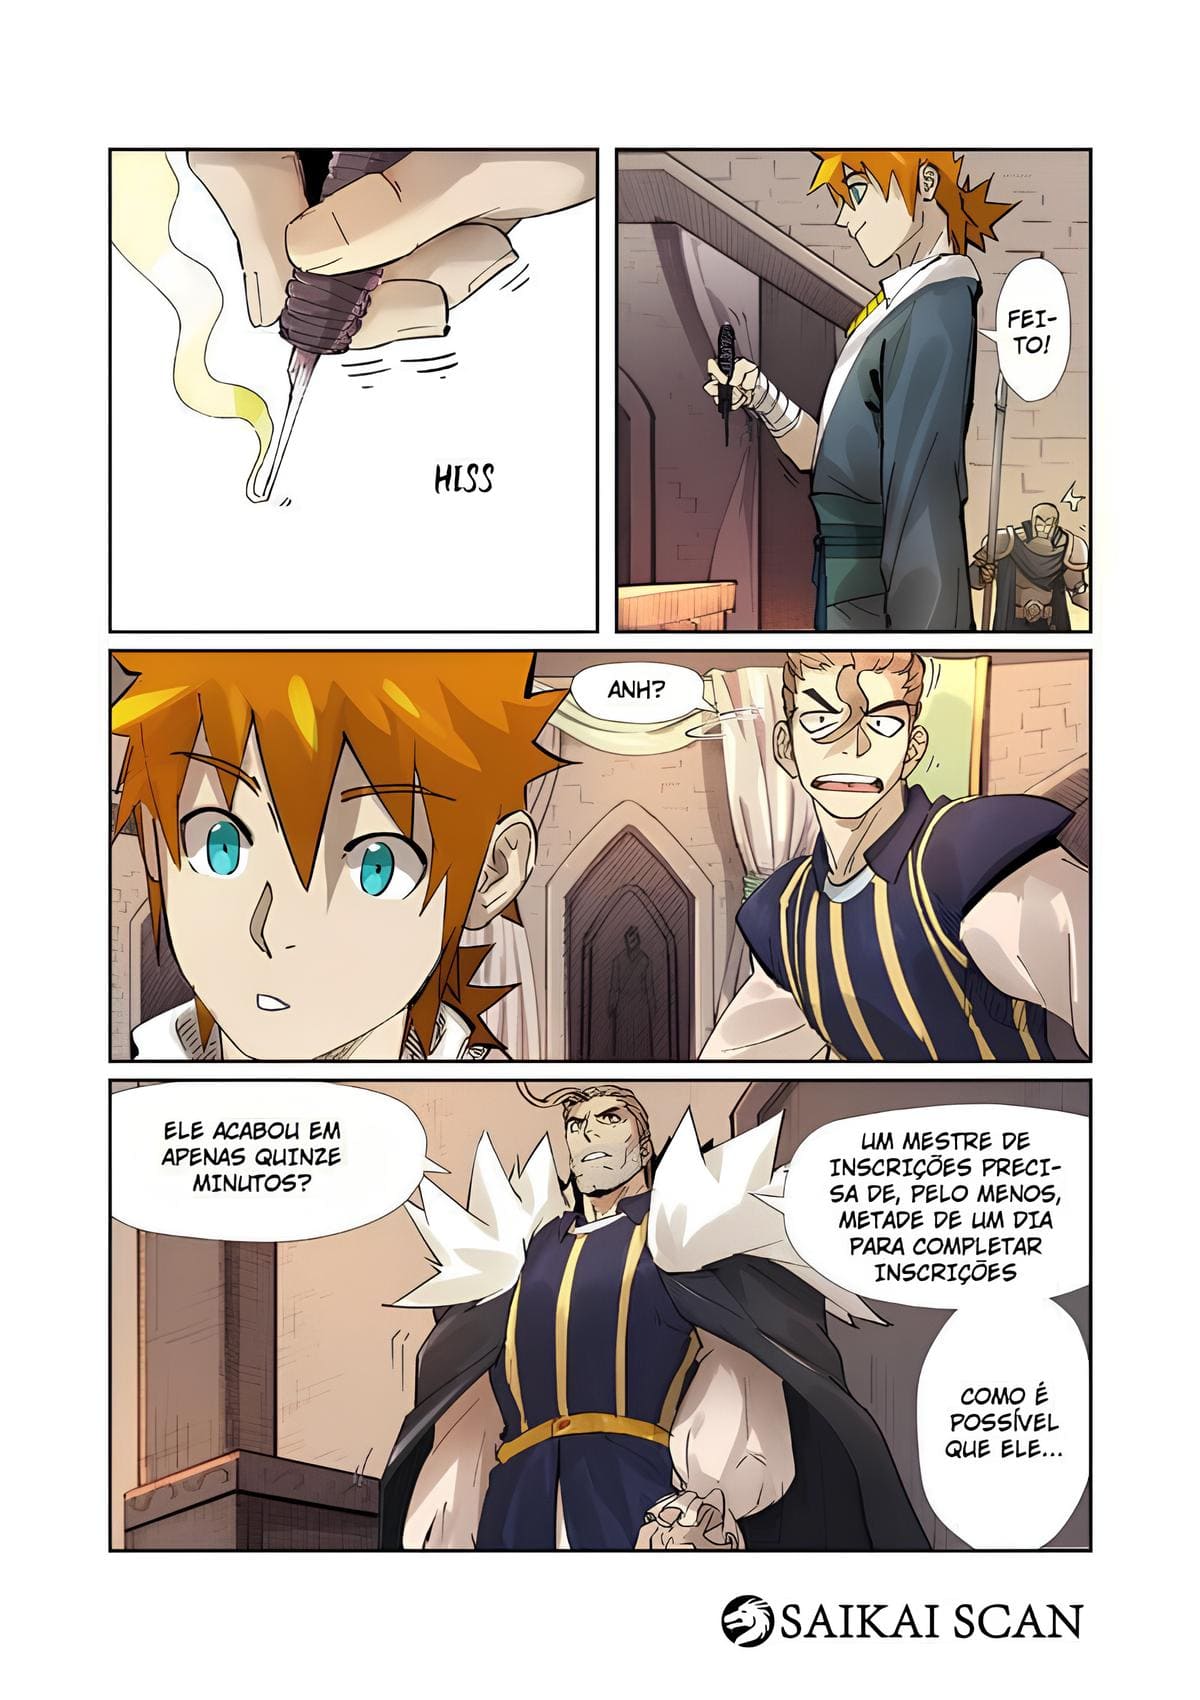 HISS
FEI-
TO!
ANH?
ELE ACABOU EM
APENAS QUINZE
MINUTOS?
UM MESTRE DE
INSCRIÇÕES PRECI-
SA DE, PELO MENOS,
METADE DE UM DIA
PARA COMPLETAR
INSCRIÇÕES
COMO É
POSSÍVEL
QUE ELE...
SAIKAI SCAN